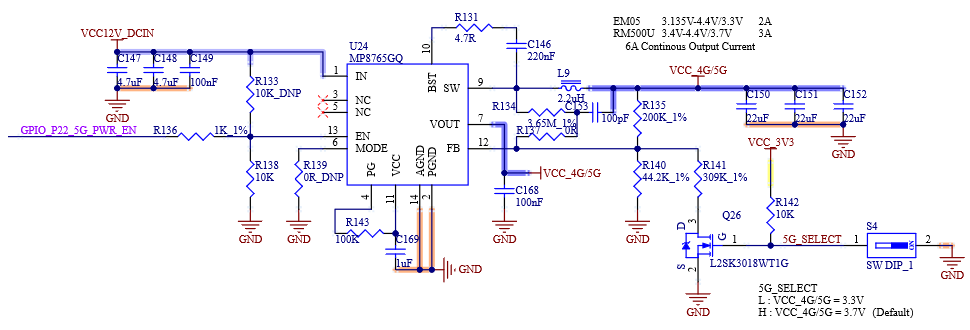 EM05 3.135V-4.4V/3.3V 2A
RM500U 3.4V-4.4V/3.7V 3A
6A Continous Output Current
VCC12V_DCIN
C147
4.7uF
C148
4.7uF
C149
100nF
GND
R133
10K_DNP
GPIO_P22_5G_PWR_EN
R136
1K_1%
R138
10K
GND
R139
0R_DNP
GND
U24
MP8765GQ
1 IN
3 NC
5 NC
13 EN
6 MODE
BST 10
SW 9
VOUT 7
FB 12
PG 4
VCC 11
AGND 14
PGND 2
R143
100K
C169
1uF
GND
R131
4.7R
C146
220nF
L9
2.2uH
R134
3.65M_1%
C153
100pF
R137
0R
VCC_4G/5G
C168
100nF
GND
VCC_4G/5G
R135
200K_1%
R140
44.2K_1%
GND
R141
309K_1%
C150
22uF
C151
22uF
C152
22uF
GND
VCC_3V3
R142
10K
Q26
D 3
G 1
S 2
L2SK3018WT1G
GND
5G_SELECT
S4
1
2
SW DIP_1
GND
5G_SELECT
L : VCC_4G/5G = 3.3V
H : VCC_4G/5G = 3.7V (Default)